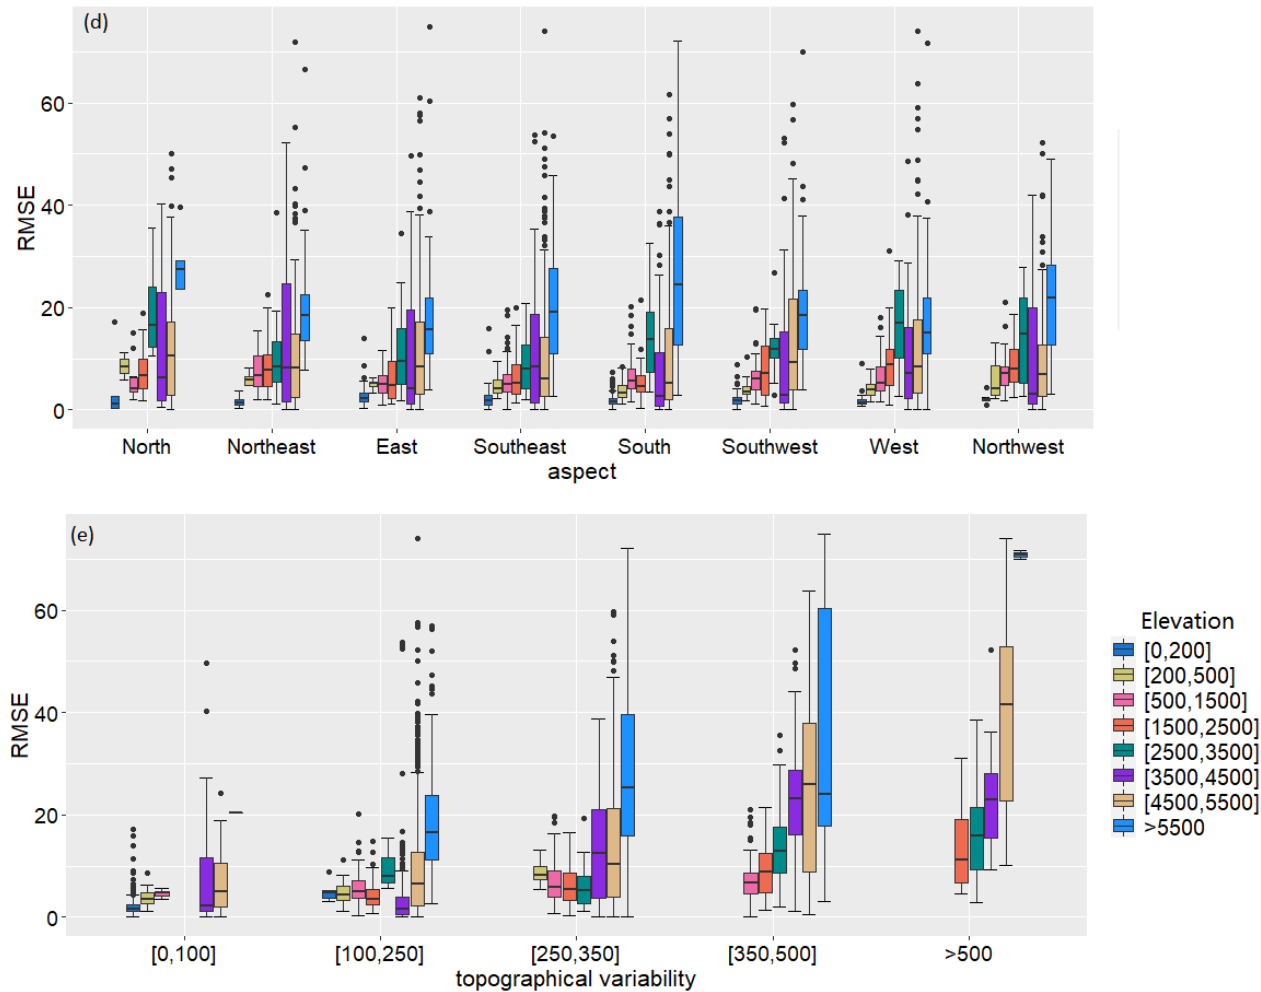 (d)
60
40
20
0
RMSE
North Northeast East Southeast South Southwest West Northwest
aspect
(e)
60
40
20
0
RMSE
[0,100] [100,250] [250,350] [350,500] >500
topographical variability
Elevation
[0,200]
[200,500]
[500,1500]
[1500,2500]
[2500,3500]
[3500,4500]
[4500,5500]
>5500